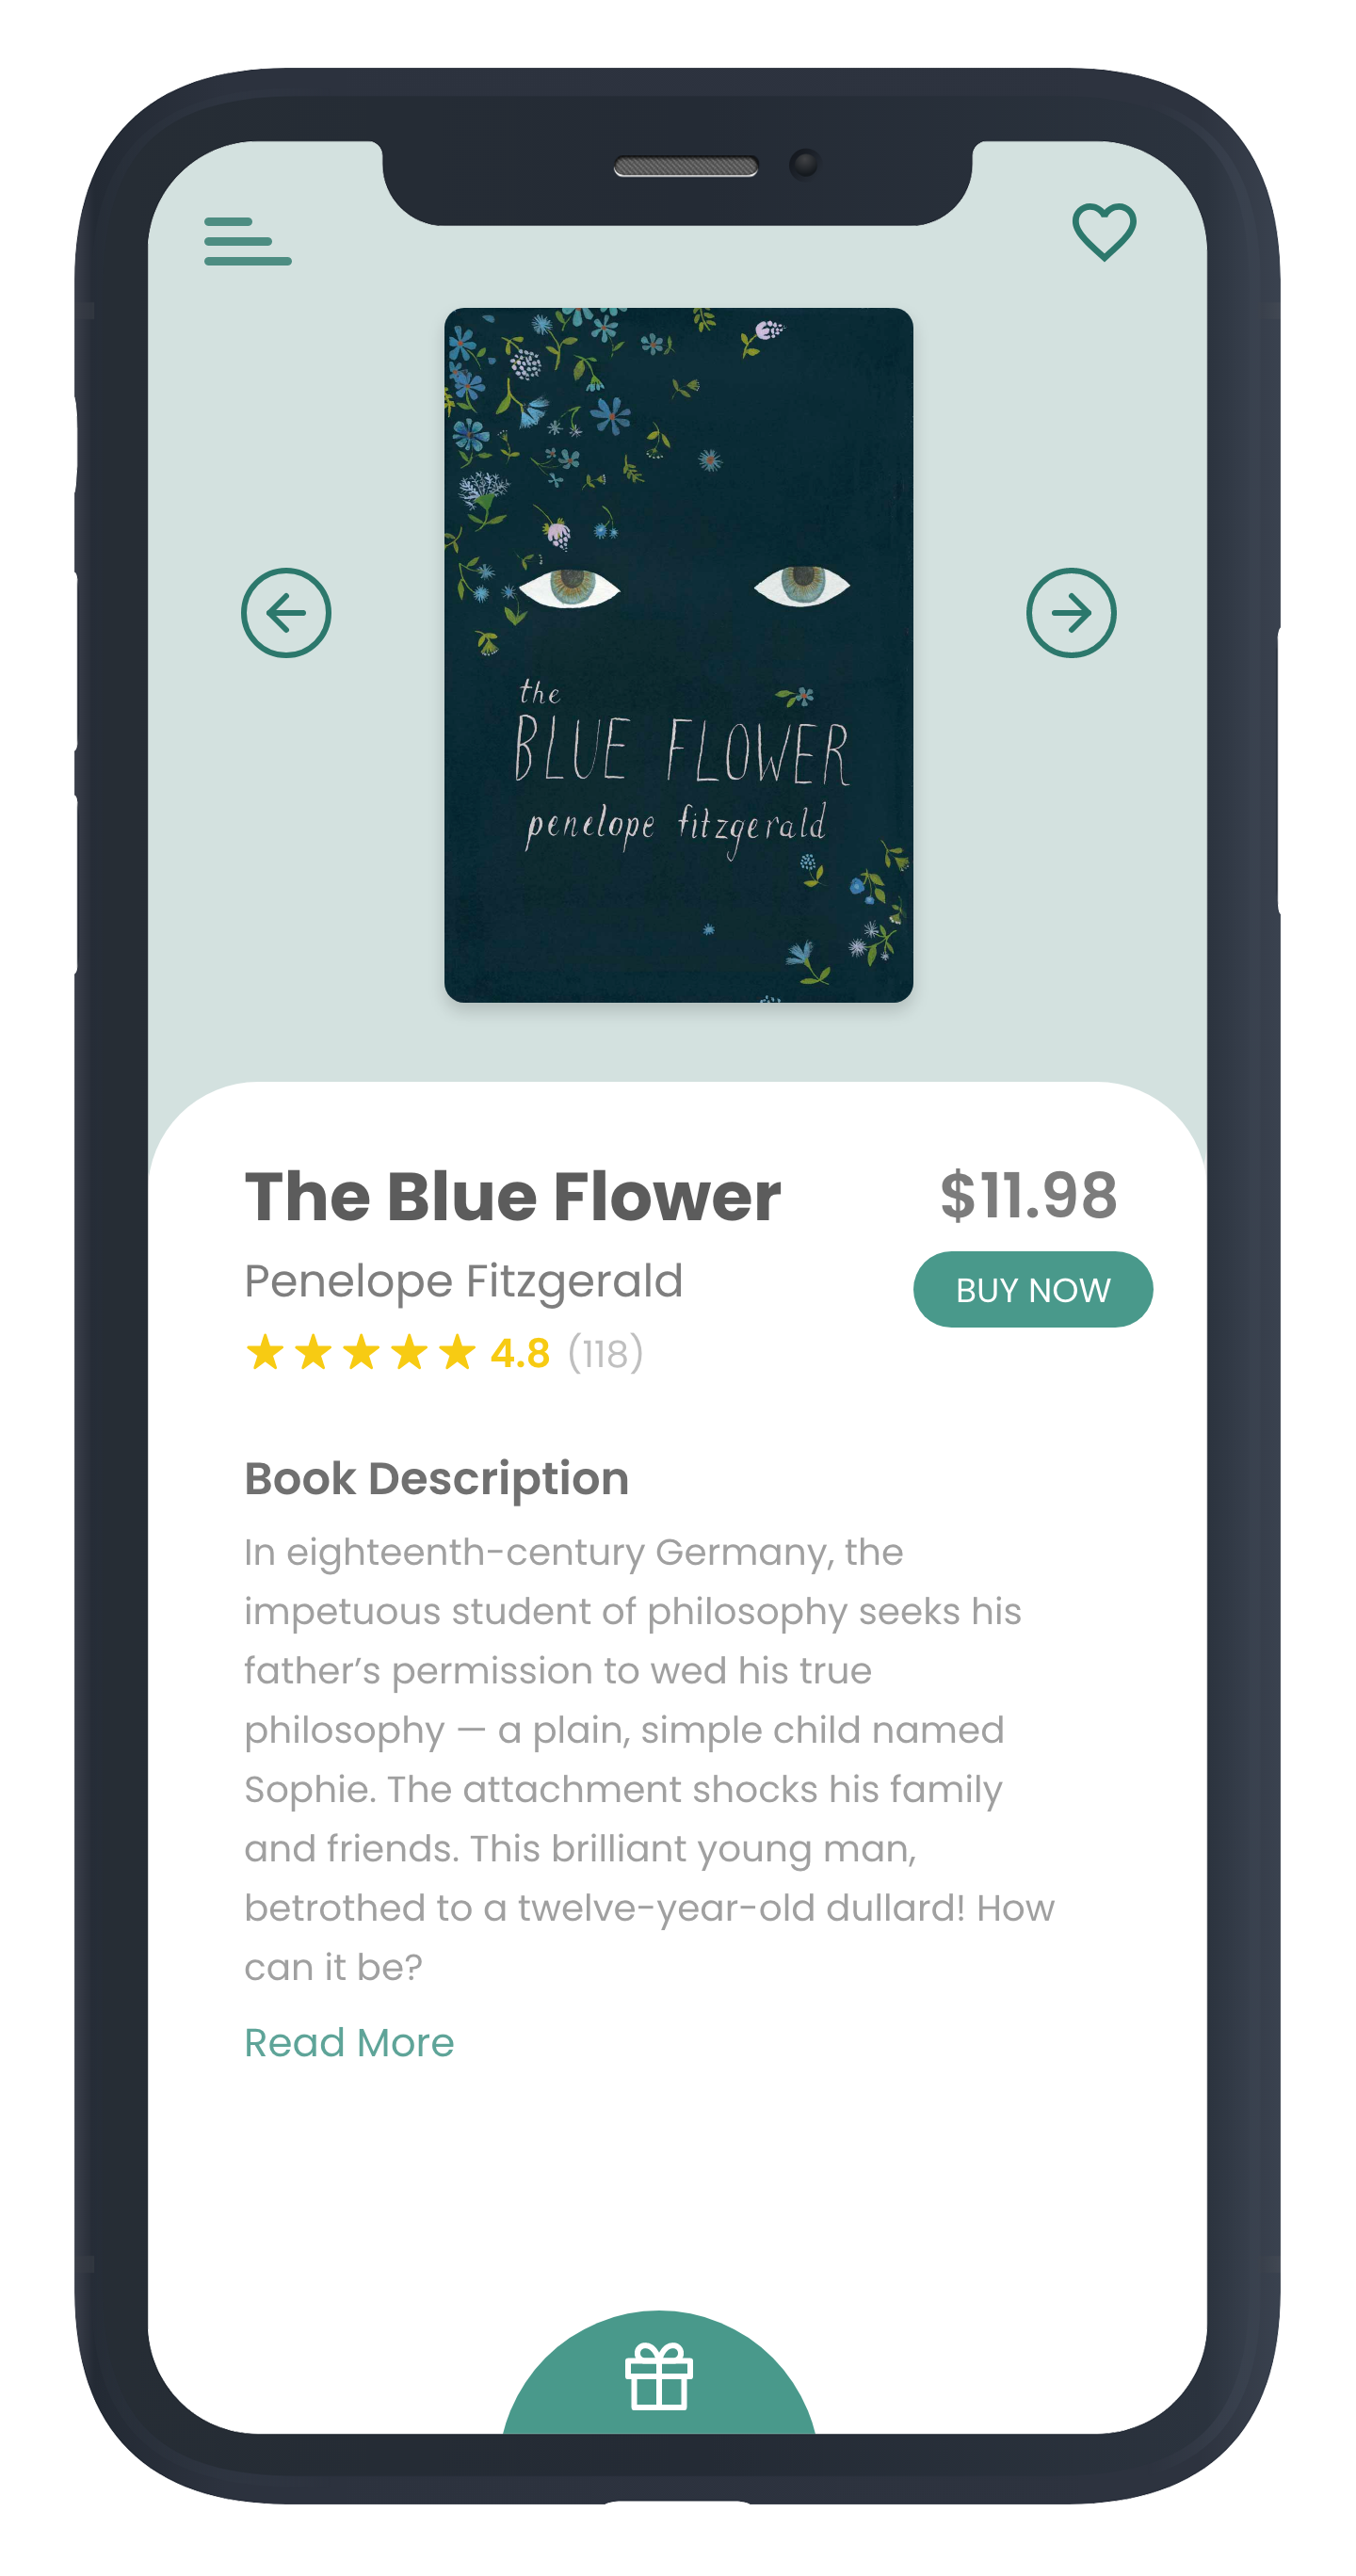 the
BLUE FLOWER
penelope fitzgerald
The Blue Flower
$11.98
Penelope Fitzgerald
BUY NOW
4.8 (118)
Book Description
In eighteenth-century Germany, the
impetuous student of philosophy seeks his
father’s permission to wed his true
philosophy — a plain, simple child named
Sophie. The attachment shocks his family
and friends. This brilliant young man,
betrothed to a twelve-year-old dullard! How
can it be?
Read More